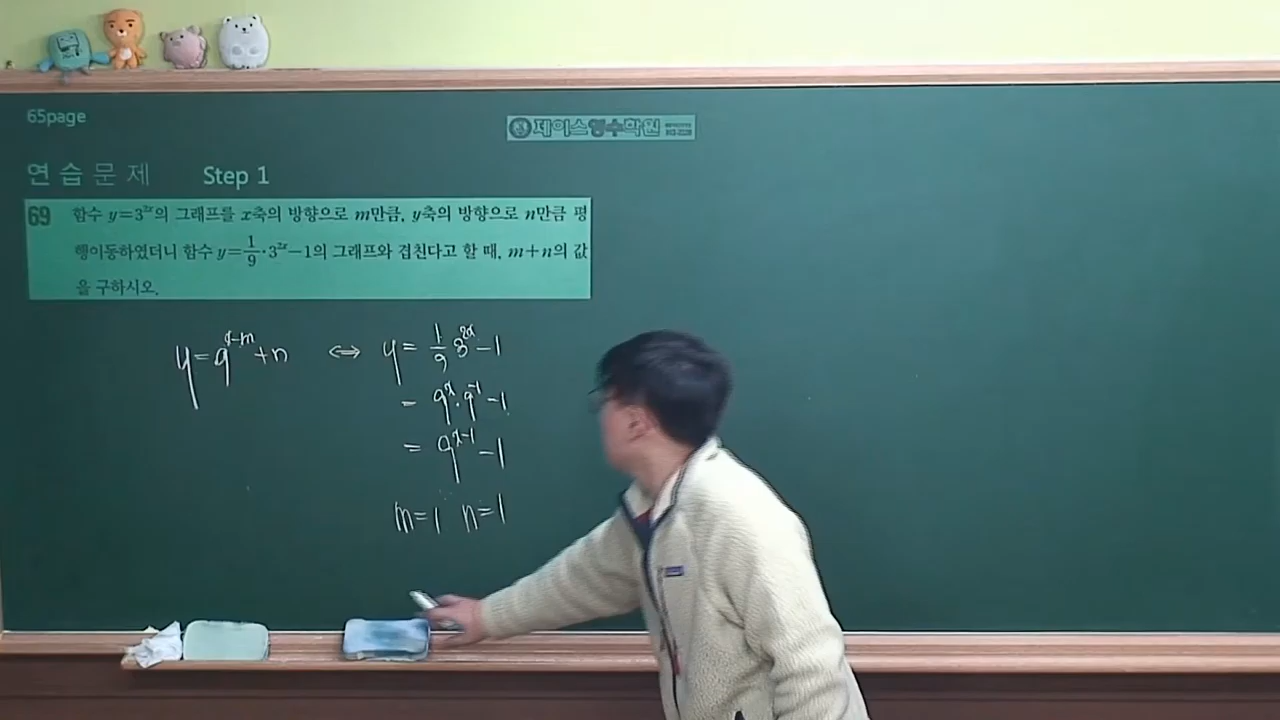 65page
제이스영수학원
연습문제 Step 1
69 함수 y=3^{2x}의 그래프를 x축의 방향으로 m만큼, y축의 방향으로 n만큼 평
행이동하였더니 함수 y=\frac{1}{9}·3^{2x}-1의 그래프와 겹친다고 할 때, m+n의 값
을 구하시오.
y=9^{x-m}+n ⇔ y=\frac{1}{9}3^{2x}-1
=9^{x}·9^{-1}-1
=9^{x-1}-1
m=1 n=1